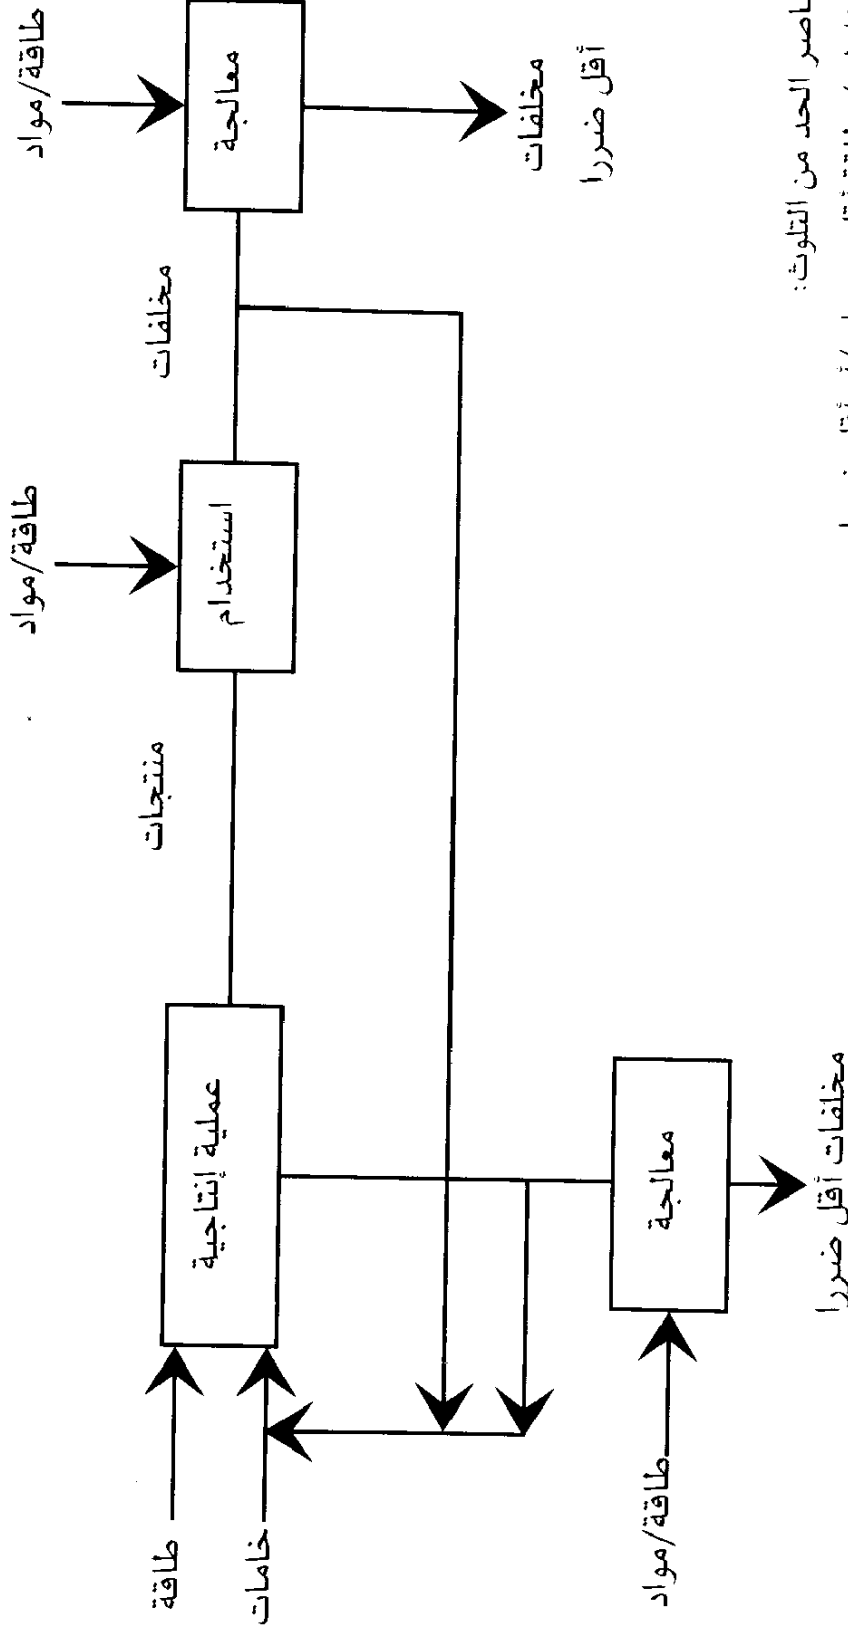 طاقة
خامات
عملية إنتاجية
منتجات
طاقة/مواد
استخدام
مخلفات
طاقة/مواد
معالجة
مخلفات
أقل ضررا
طاقة/مواد
معالجة
مخلفات أقل ضررا
الحد من التلوث: